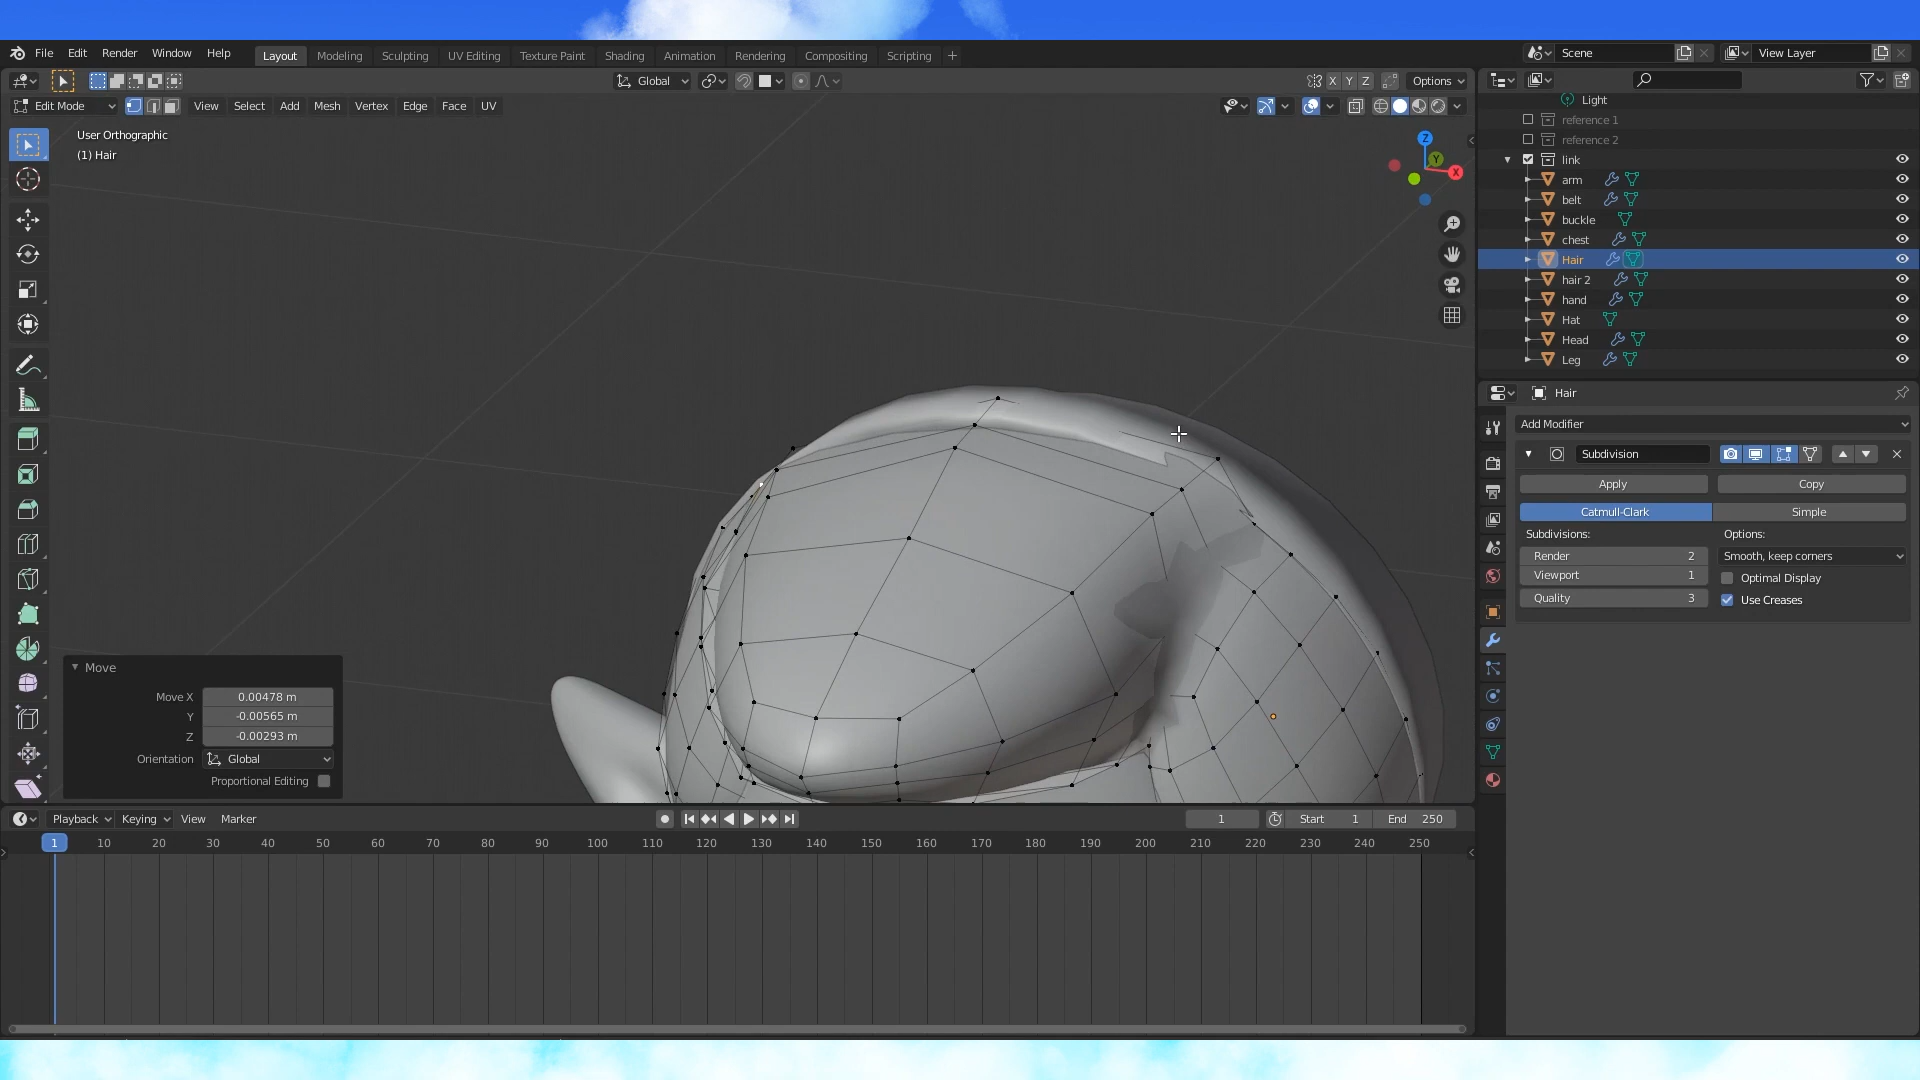 File Edit Render Window Help Layout Modeling Sculpting UV Editing Texture Paint Shading Animation Rendering Compositing Scripting + Scene View Layer
Global X Y Z Options
Edit Mode View Select Add Mesh Vertex Edge Face UV
Light
User Orthographic
(1) Hair
Z
Y
X
reference 1
reference 2
link
arm
belt
buckle
chest
Hair
hair 2
hand
Hat
Head
Leg
Hair
Add Modifier
Subdivision
Apply Copy
Catmull-Clark Simple
Subdivisions: Options:
Render 2 Smooth, keep corners
Viewport 1 Optimal Display
Quality 3 Use Creases
Move
Move X 0.00478 m
Y -0.00565 m
Z -0.00293 m
Orientation Global
Proportional Editing
Playback Keying View Marker 1 Start 1 End 250
1 10 20 30 40 50 60 70 80 90 100 110 120 130 140 150 160 170 180 190 200 210 220 230 240 250